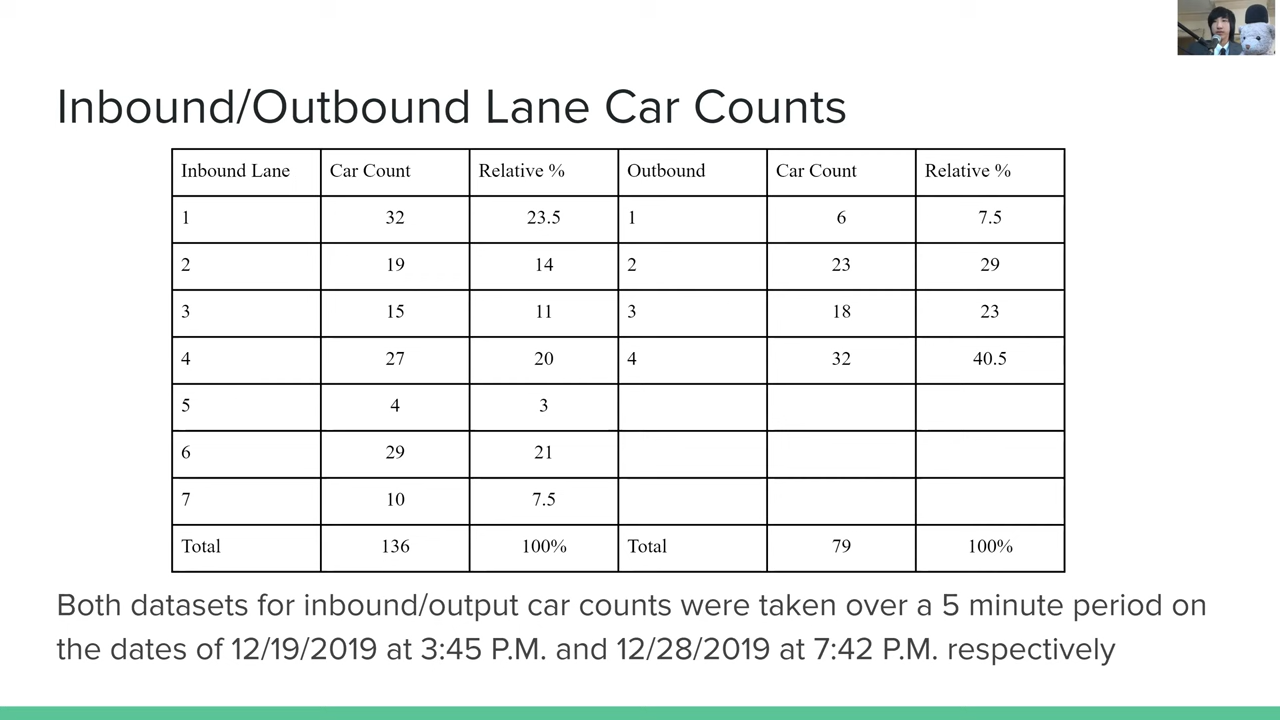 Inbound/Outbound Lane Car Counts
Inbound Lane Car Count Relative % Outbound Car Count Relative %
1 32 23.5 1 6 7.5
2 19 14 2 23 29
3 15 11 3 18 23
4 27 20 4 32 40.5
5 4 3
6 29 21
7 10 7.5
Total 136 100% Total 79 100%
Both datasets for inbound/output car counts were taken over a 5 minute period on
the dates of 12/19/2019 at 3:45 P.M. and 12/28/2019 at 7:42 P.M. respectively